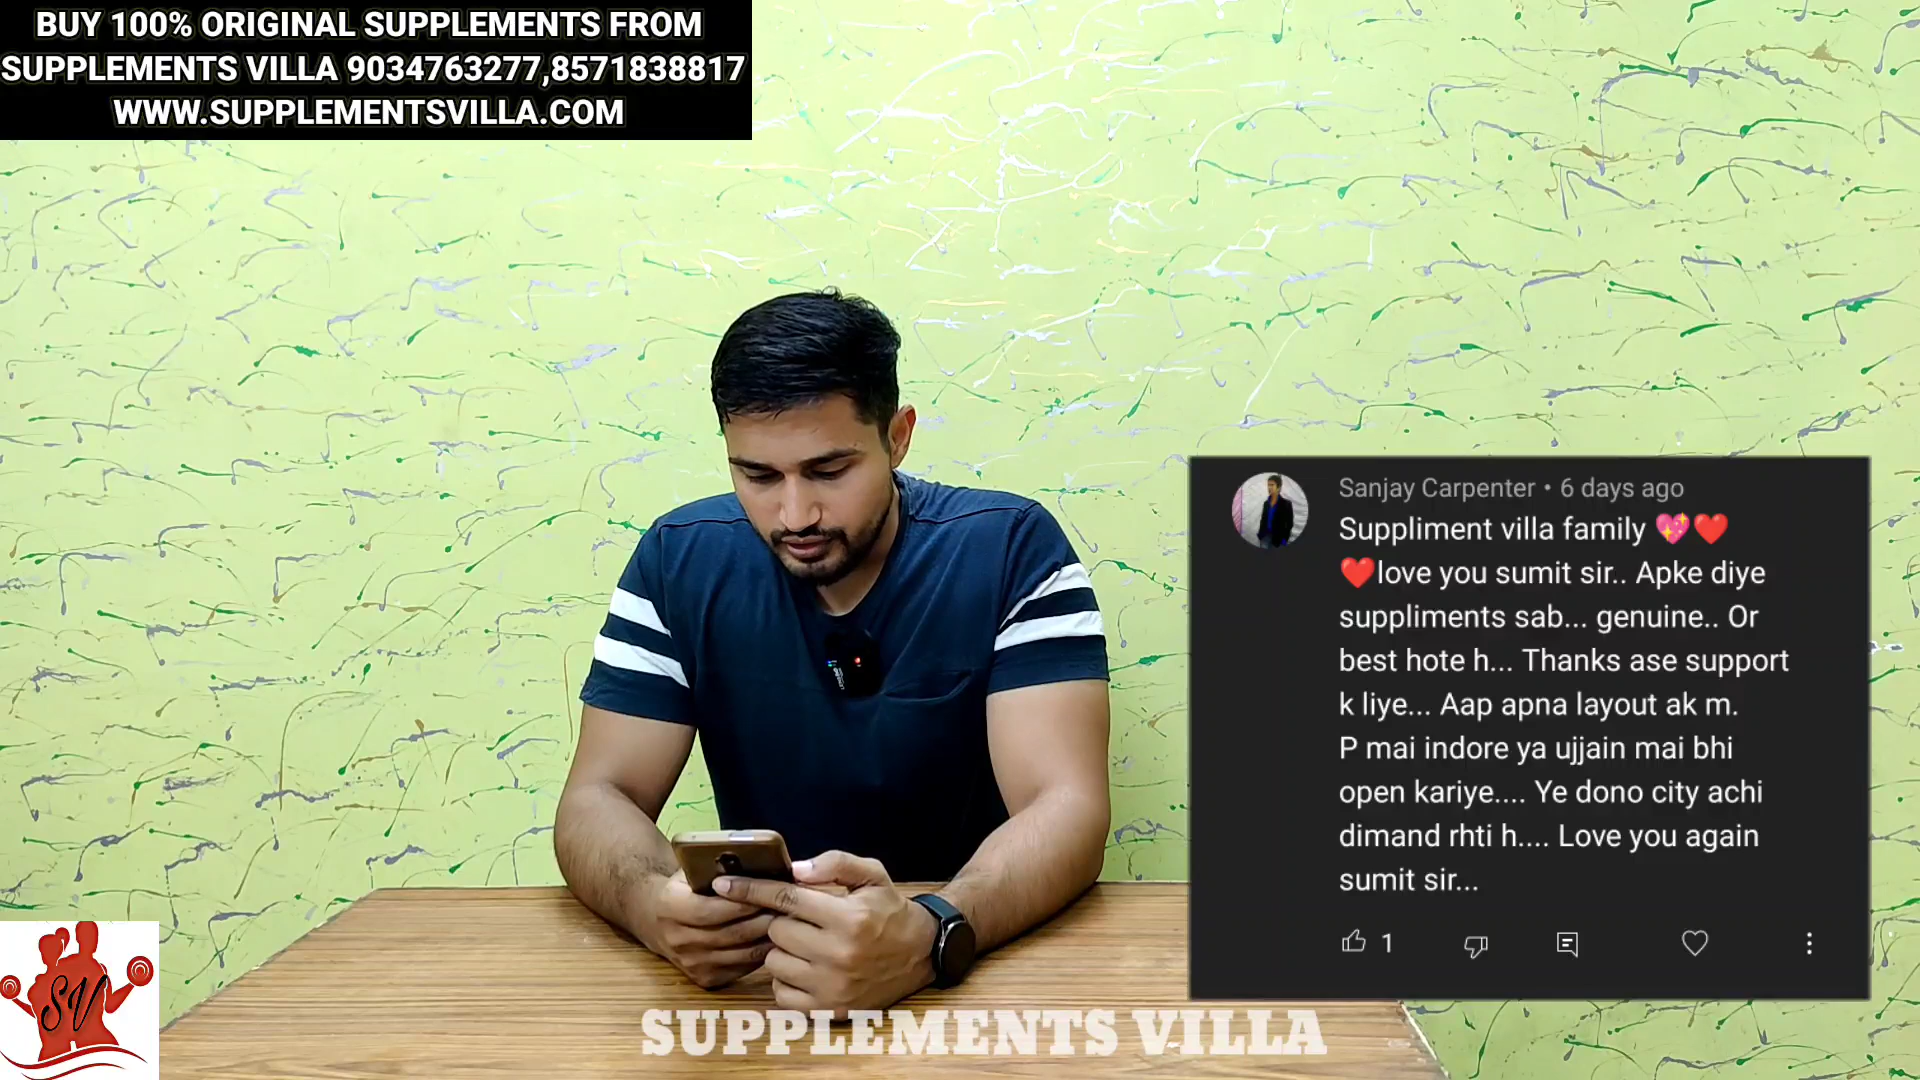 BUY 100% ORIGINAL SUPPLEMENTS FROM
SUPPLEMENTS VILLA 9034763277,8571838817
WWW.SUPPLEMENTSVILLA.COM
Sanjay Carpenter • 6 days ago
Suppliment villa family 💖❤️
❤️love you sumit sir.. Apke diye
suppliments sab... genuine.. Or
best hote h... Thanks ase support
k liye... Aap apna layout ak m.
P mai indore ya ujjain mai bhi
open kariye.... Ye dono city achi
dimand rhti h.... Love you again
sumit sir...
1
SV
SUPPLEMENTS VILLA